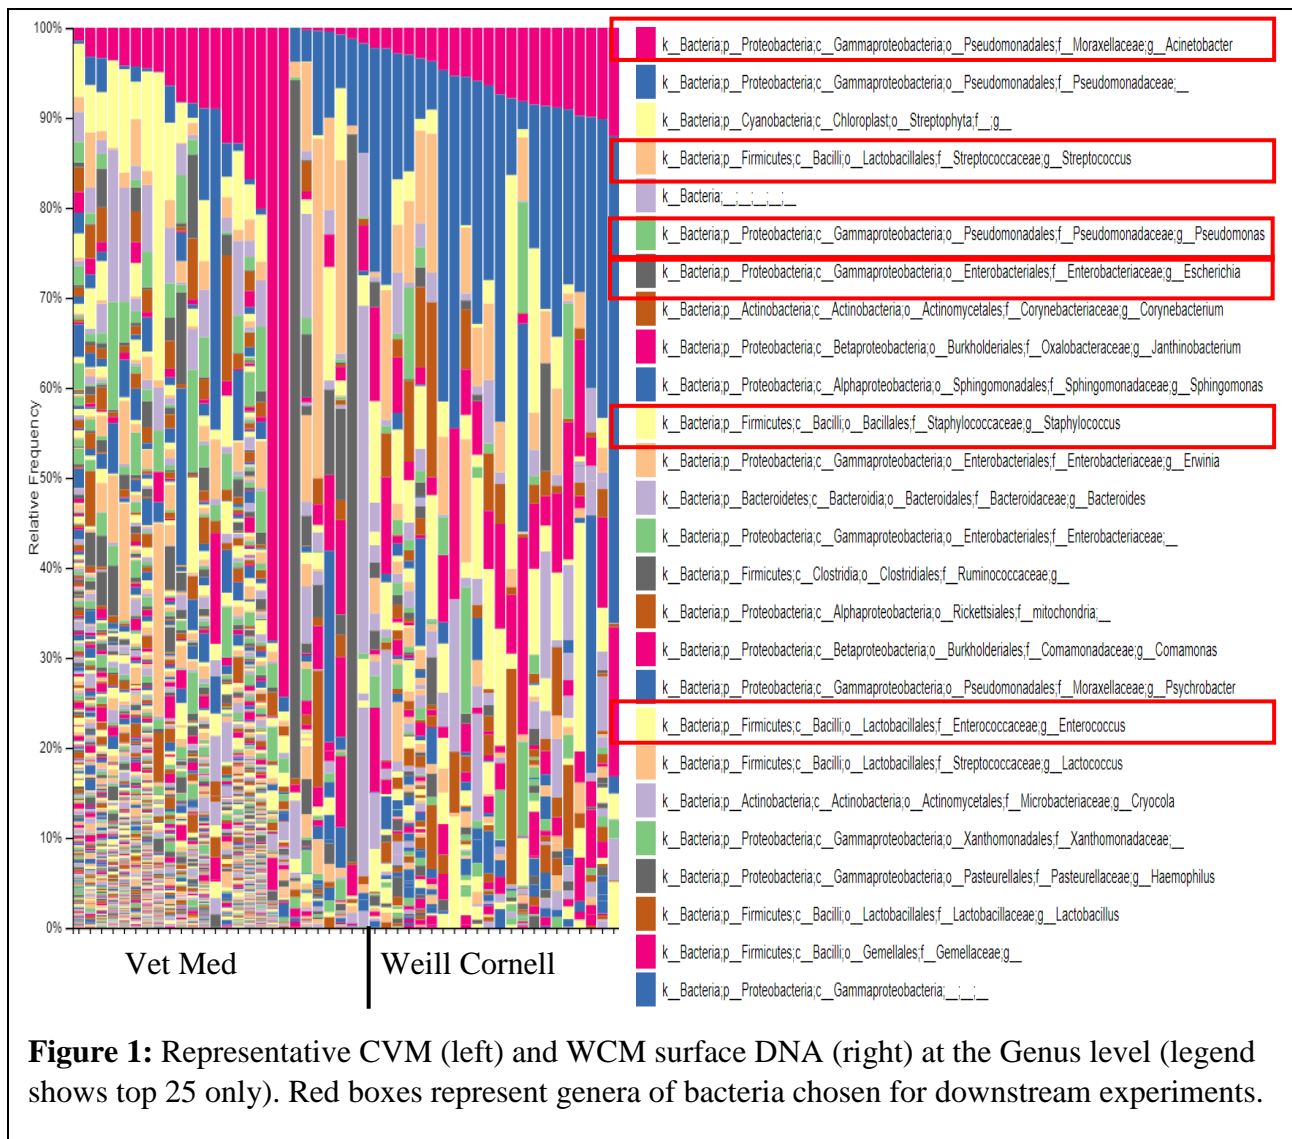 100%
90%
80%
70%
60%
50%
40%
30%
20%
10%
0%
Relative Frequency
Vet Med
Weill Cornell
k__Bacteria;p__Proteobacteria;c__Gammaproteobacteria;o__Pseudomonadales;f__Moraxellaceae;g__Acinetobacter
k__Bacteria;p__Proteobacteria;c__Gammaproteobacteria;o__Pseudomonadales;f__Pseudomonadaceae;__
k__Bacteria;p__Cyanobacteria;c__Chloroplast;o__Streptophyta;f__;g__
k__Bacteria;p__Firmicutes;c__Bacilli;o__Lactobacillales;f__Streptococcaceae;g__Streptococcus
k__Bacteria;__;__;__;__;__
k__Bacteria;p__Proteobacteria;c__Gammaproteobacteria;o__Pseudomonadales;f__Pseudomonadaceae;g__Pseudomonas
k__Bacteria;p__Proteobacteria;c__Gammaproteobacteria;o__Enterobacteriales;f__Enterobacteriaceae;g__Escherichia
k__Bacteria;p__Actinobacteria;c__Actinobacteria;o__Actinomycetales;f__Corynebacteriaceae;g__Corynebacterium
k__Bacteria;p__Proteobacteria;c__Betaproteobacteria;o__Burkholderiales;f__Oxalobacteraceae;g__Janthinobacterium
k__Bacteria;p__Proteobacteria;c__Alphaproteobacteria;o__Sphingomonadales;f__Sphingomonadaceae;g__Sphingomonas
k__Bacteria;p__Firmicutes;c__Bacilli;o__Bacillales;f__Staphylococcaceae;g__Staphylococcus
k__Bacteria;p__Proteobacteria;c__Gammaproteobacteria;o__Enterobacteriales;f__Enterobacteriaceae;g__Erwinia
k__Bacteria;p__Bacteroidetes;c__Bacteroidia;o__Bacteroidales;f__Bacteroidaceae;g__Bacteroides
k__Bacteria;p__Proteobacteria;c__Gammaproteobacteria;o__Enterobacteriales;f__Enterobacteriaceae;__
k__Bacteria;p__Firmicutes;c__Clostridia;o__Clostridiales;f__Ruminococcaceae;g__
k__Bacteria;p__Proteobacteria;c__Alphaproteobacteria;o__Rickettsiales;f__mitochondria;__
k__Bacteria;p__Proteobacteria;c__Betaproteobacteria;o__Burkholderiales;f__Comamonadaceae;g__Comamonas
k__Bacteria;p__Proteobacteria;c__Gammaproteobacteria;o__Pseudomonadales;f__Moraxellaceae;g__Psychrobacter
k__Bacteria;p__Firmicutes;c__Bacilli;o__Lactobacillales;f__Enterococcaceae;g__Enterococcus
k__Bacteria;p__Firmicutes;c__Bacilli;o__Lactobacillales;f__Streptococcaceae;g__Lactococcus
k__Bacteria;p__Actinobacteria;c__Actinobacteria;o__Actinomycetales;f__Microbacteriaceae;g__Cryocola
k__Bacteria;p__Proteobacteria;c__Gammaproteobacteria;o__Xanthomonadales;f__Xanthomonadaceae;__
k__Bacteria;p__Proteobacteria;c__Gammaproteobacteria;o__Pasteurellales;f__Pasteurellaceae;g__Haemophilus
k__Bacteria;p__Firmicutes;c__Bacilli;o__Lactobacillales;f__Lactobacillaceae;g__Lactobacillus
k__Bacteria;p__Firmicutes;c__Bacilli;o__Gemellales;f__Gemellaceae;g__
k__Bacteria;p__Proteobacteria;c__Gammaproteobacteria;__;__;__
Figure 1: Representative CVM (left) and WCM surface DNA (right) at the Genus level (legend
shows top 25 only). Red boxes represent genera of bacteria chosen for downstream experiments.